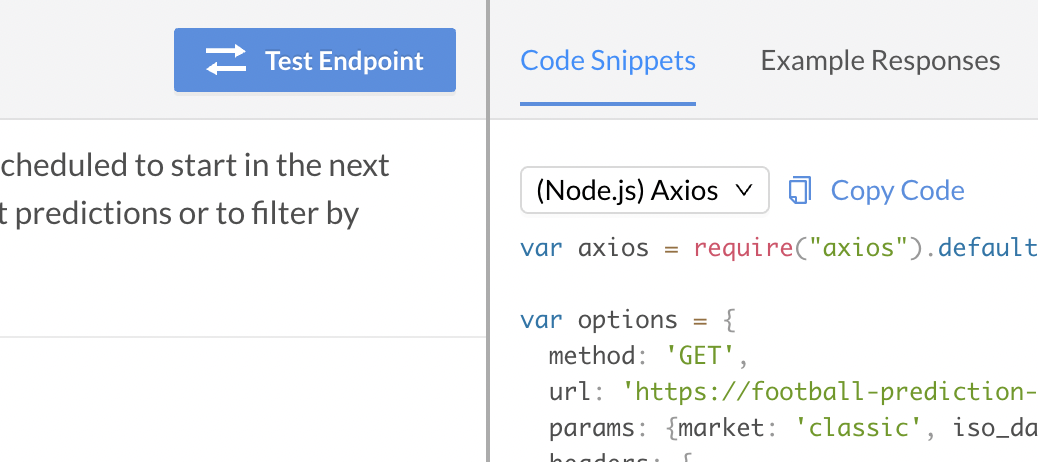 Test Endpoint
cheduled to start in the next
t predictions or to filter by
Code Snippets Example Responses
(Node.js) Axios Copy Code
var axios = require("axios").default
var options = {
method: 'GET',
url: 'https://football-prediction-
params: {market: 'classic', iso_da
headers: {